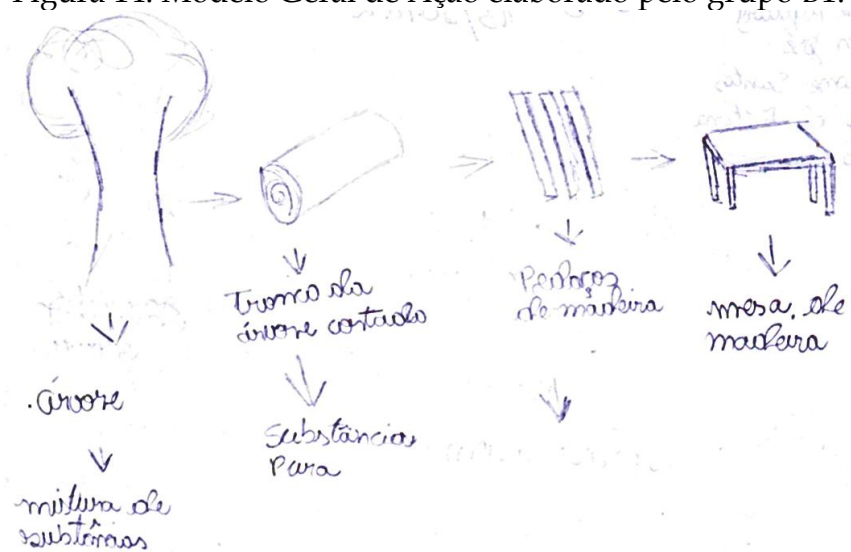 Figura 11. Modelo Geral de Ação elaborado pelo grupo B1.
Tronco da
árvore cortado
Pedaços
de madeira
mesa, de
madeira
.árvore
Substância
Pura
mistura de
substâncias